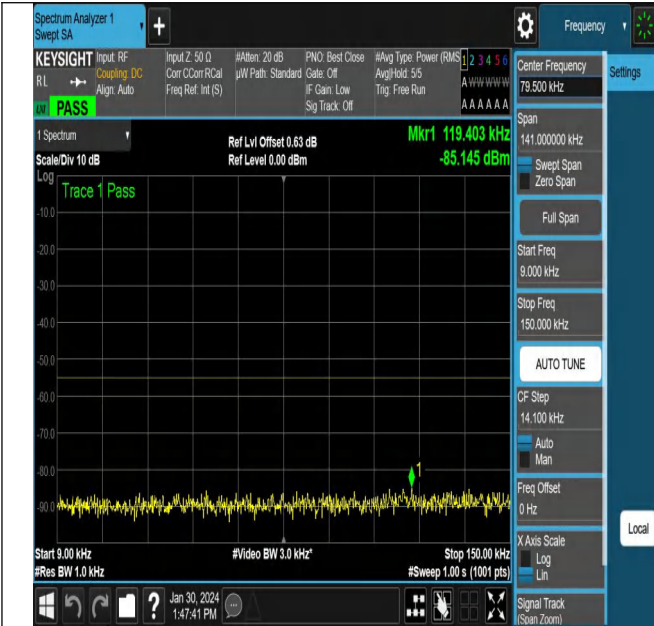 Spectrum Analyzer 1
Swept SA
+
Frequency
KEYSIGHT
RL
PASS
Input: RF
Coupling: DC
Align: Auto
Input Z: 50 Ω
Corr CCorr RCal
Freq Ref: Int (S)
#Atten: 20 dB
µW Path: Standard
PNO: Best Close
Gate: Off
IF Gain: Low
Sig Track: Off
#Avg Type: Power (RMS
Avg|Hold: 5/5
Trig: Free Run
1 2 3 4 5 6
A W W W W W
A A A A A A
1 Spectrum
Scale/Div 10 dB
Ref Lvl Offset 0.63 dB
Ref Level 0.00 dBm
Mkr1 119.403 kHz
-85.145 dBm
Log
Trace 1 Pass
-10.0
-20.0
-30.0
-40.0
-50.0
-60.0
-70.0
-80.0
-90.0
1
Start 9.00 kHz
#Res BW 1.0 kHz
#Video BW 3.0 kHz*
Stop 150.00 kHz
#Sweep 1.00 s (1001 pts)
?
Jan 30, 2024
1:47:41 PM
Center Frequency
79.500 kHz
Settings
Span
141.000000 kHz
Swept Span
Zero Span
Full Span
Start Freq
9.000 kHz
Stop Freq
150.000 kHz
AUTO TUNE
CF Step
14.100 kHz
Auto
Man
Freq Offset
0 Hz
X Axis Scale
Log
Lin
Local
Signal Track
(Span Zoom)